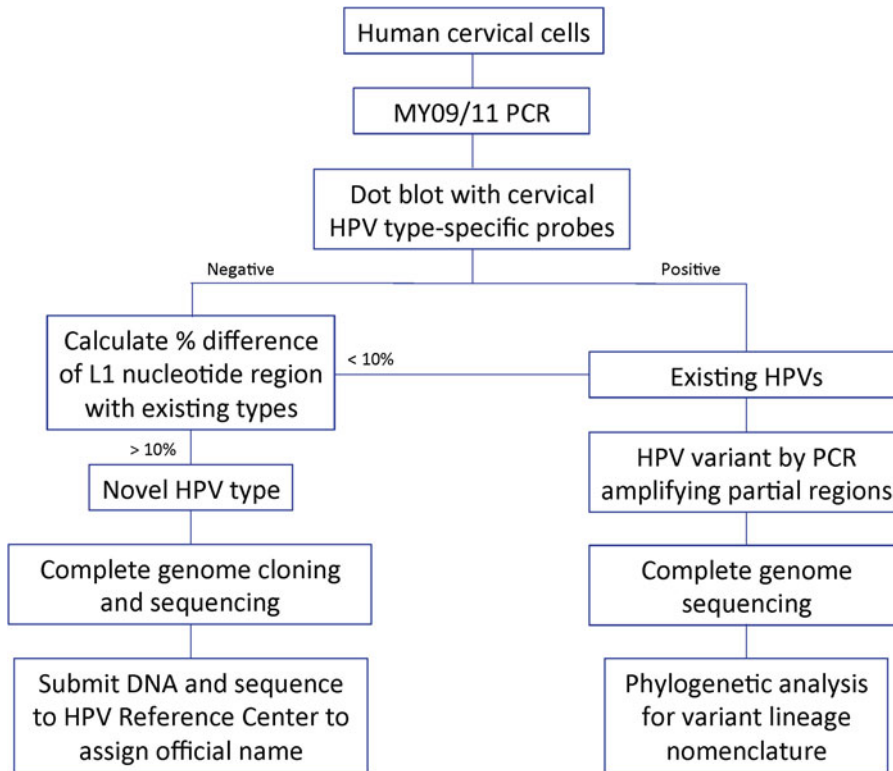 Human cervical cells
MY09/11 PCR
Dot blot with cervical
HPV type-specific probes
Negative
Positive
Calculate % difference
of L1 nucleotide region
with existing types
< 10%
Existing HPVs
> 10%
Novel HPV type
HPV variant by PCR
amplifying partial regions
Complete genome cloning
and sequencing
Complete genome
sequencing
Submit DNA and sequence
to HPV Reference Center to
assign official name
Phylogenetic analysis
for variant lineage
nomenclature